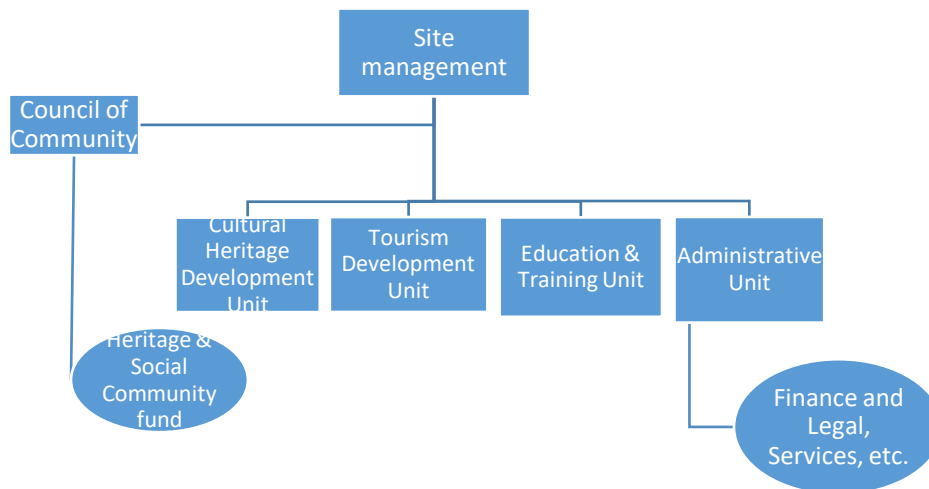 Site
management
Council of
Community
Cultural
Heritage
Development
Unit
Tourism
Development
Unit
Education &
Training Unit
Administrative
Unit
Heritage &
Social
Community
fund
Finance and
Legal,
Services, etc.